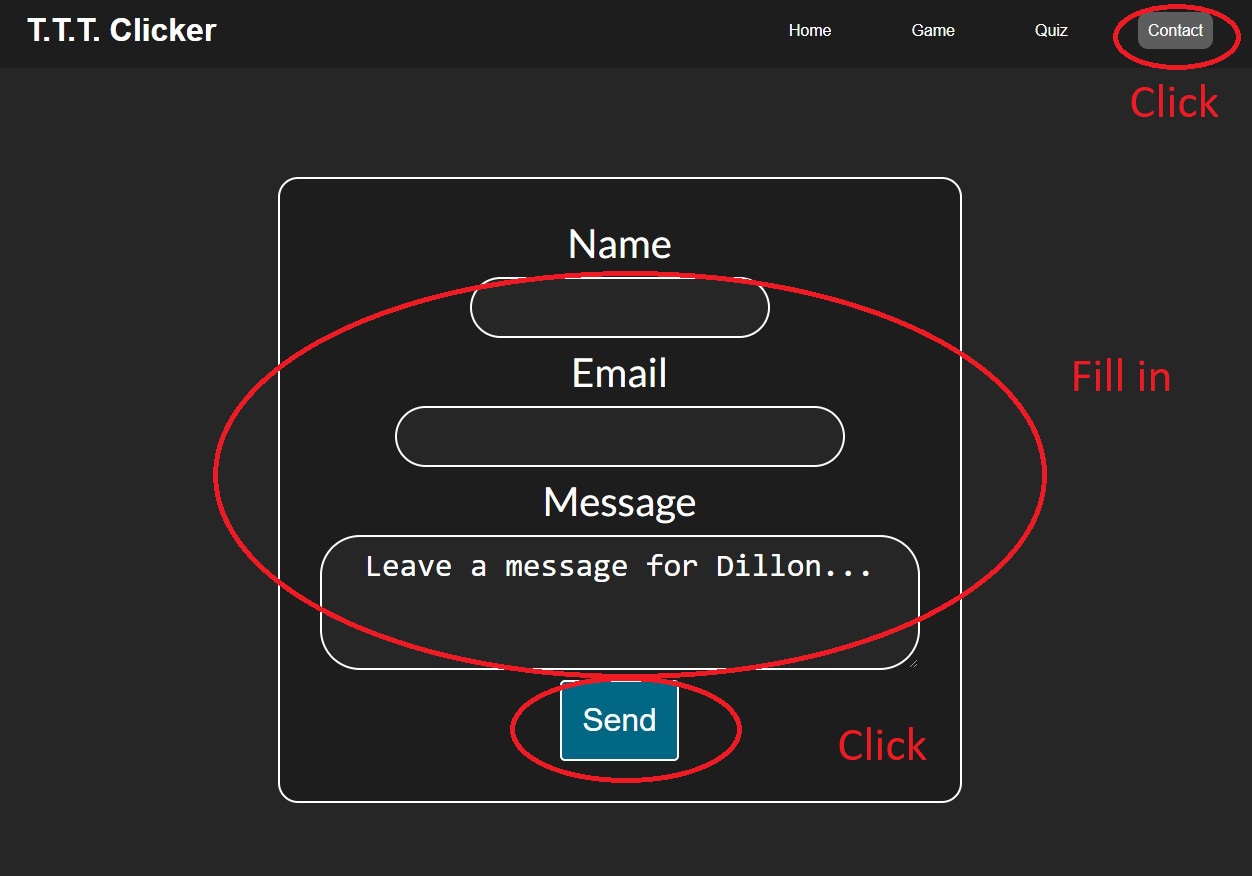 T.T.T. Clicker
Home Game Quiz Contact
Click
Name
Email
Fill in
Message
Leave a message for Dillon...
Send
Click